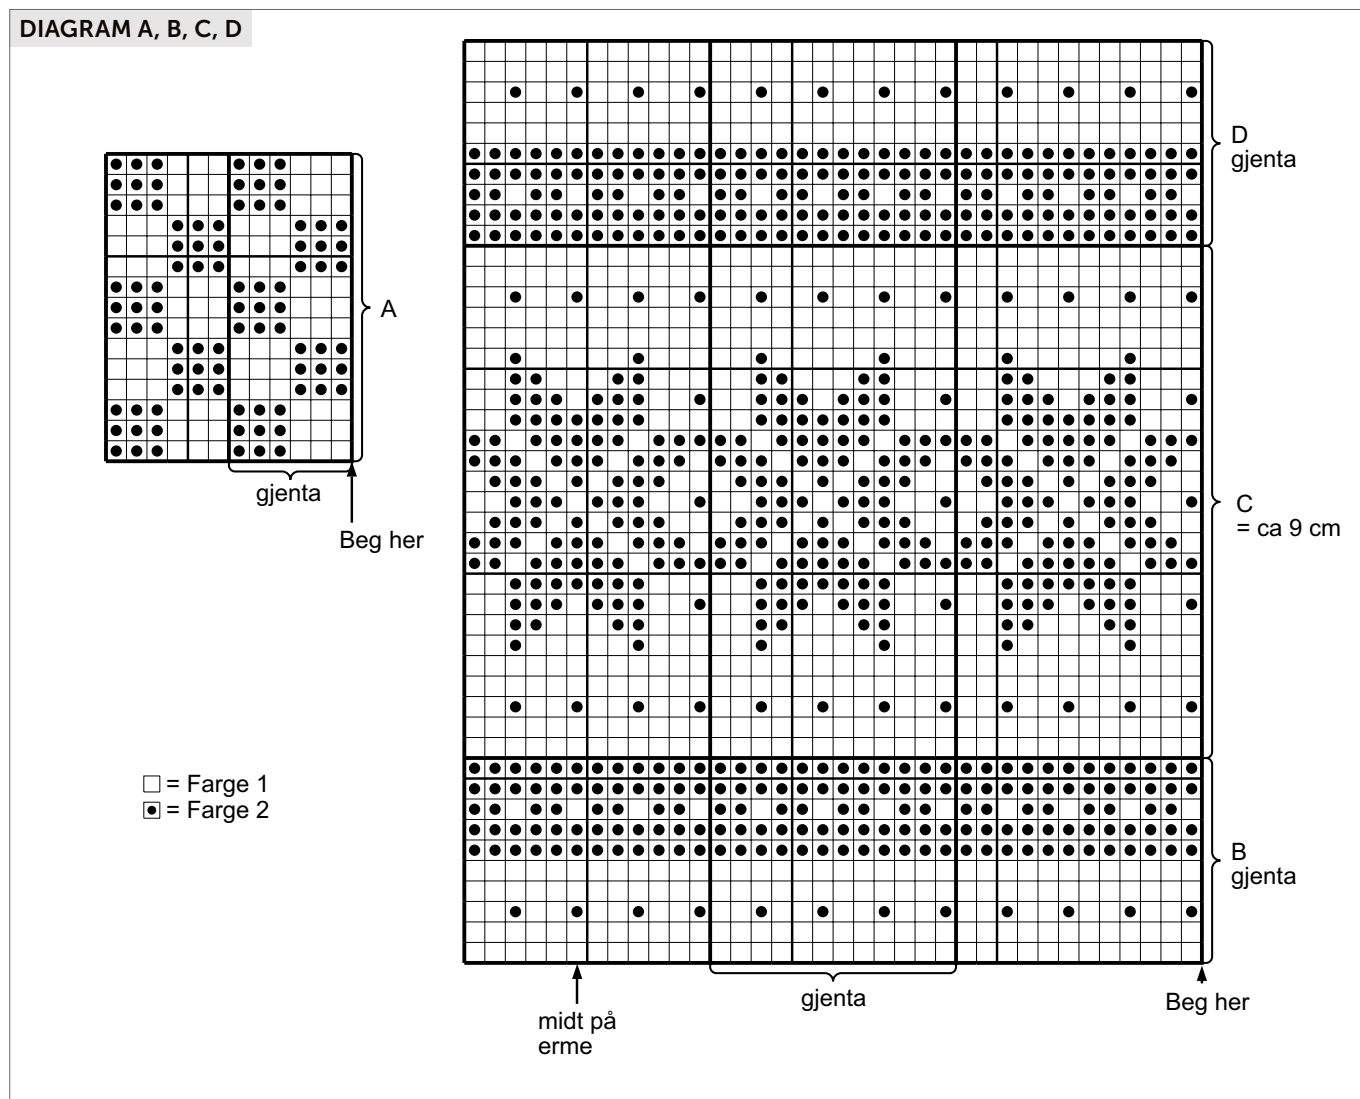 DIAGRAM A, B, C, D
D
gjenta
A
gjenta
Beg her
C
= ca 9 cm
= Farge 1
= Farge 2
B
gjenta
gjenta
Beg her
midt på
erme